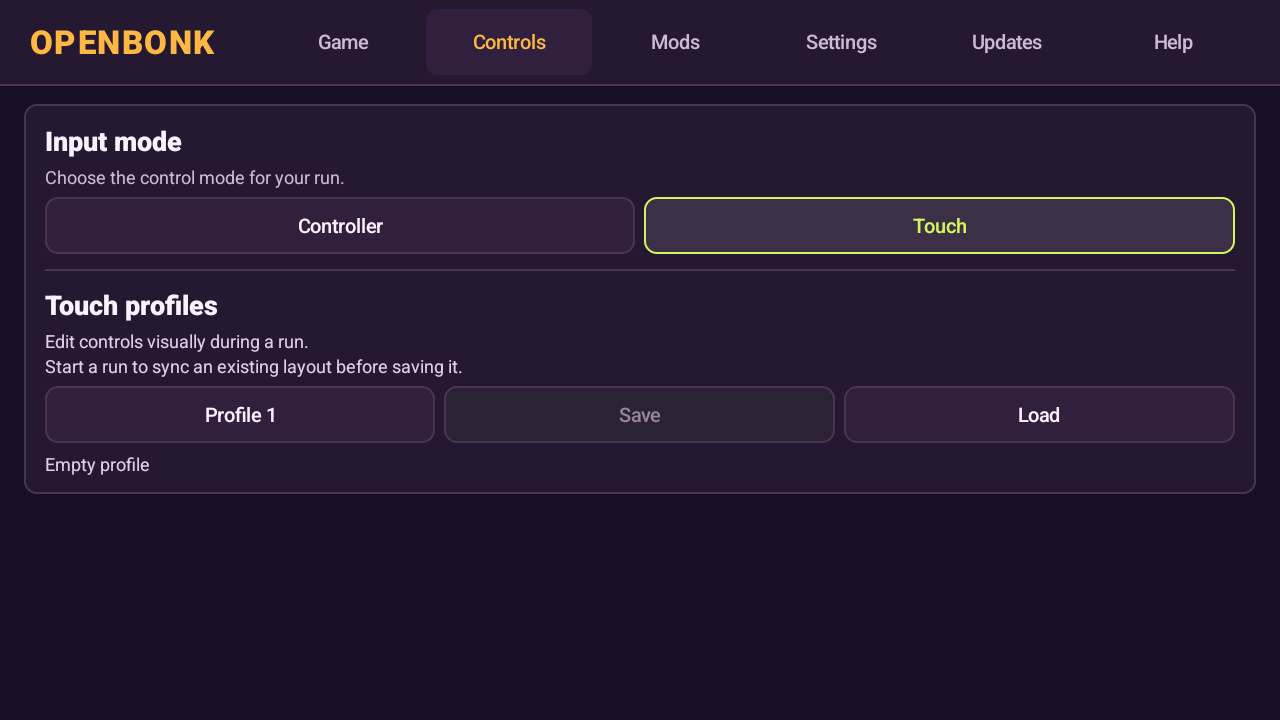 OPENBONK
Game
Controls
Mods
Settings
Updates
Help
Input mode
Choose the control mode for your run.
Controller
Touch
Touch profiles
Edit controls visually during a run.
Start a run to sync an existing layout before saving it.
Profile 1
Save
Load
Empty profile